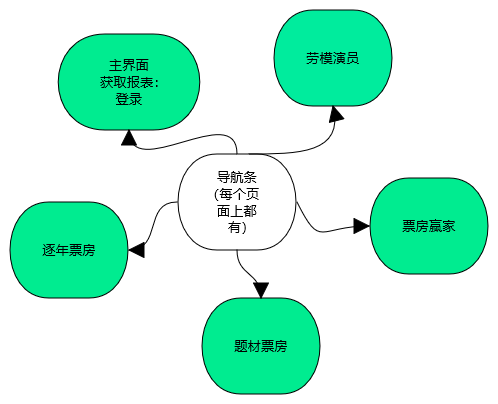 主界面
获取报表:
登录
劳模演员
导航条
(每个页
面上都
有)
票房赢家
逐年票房
题材票房